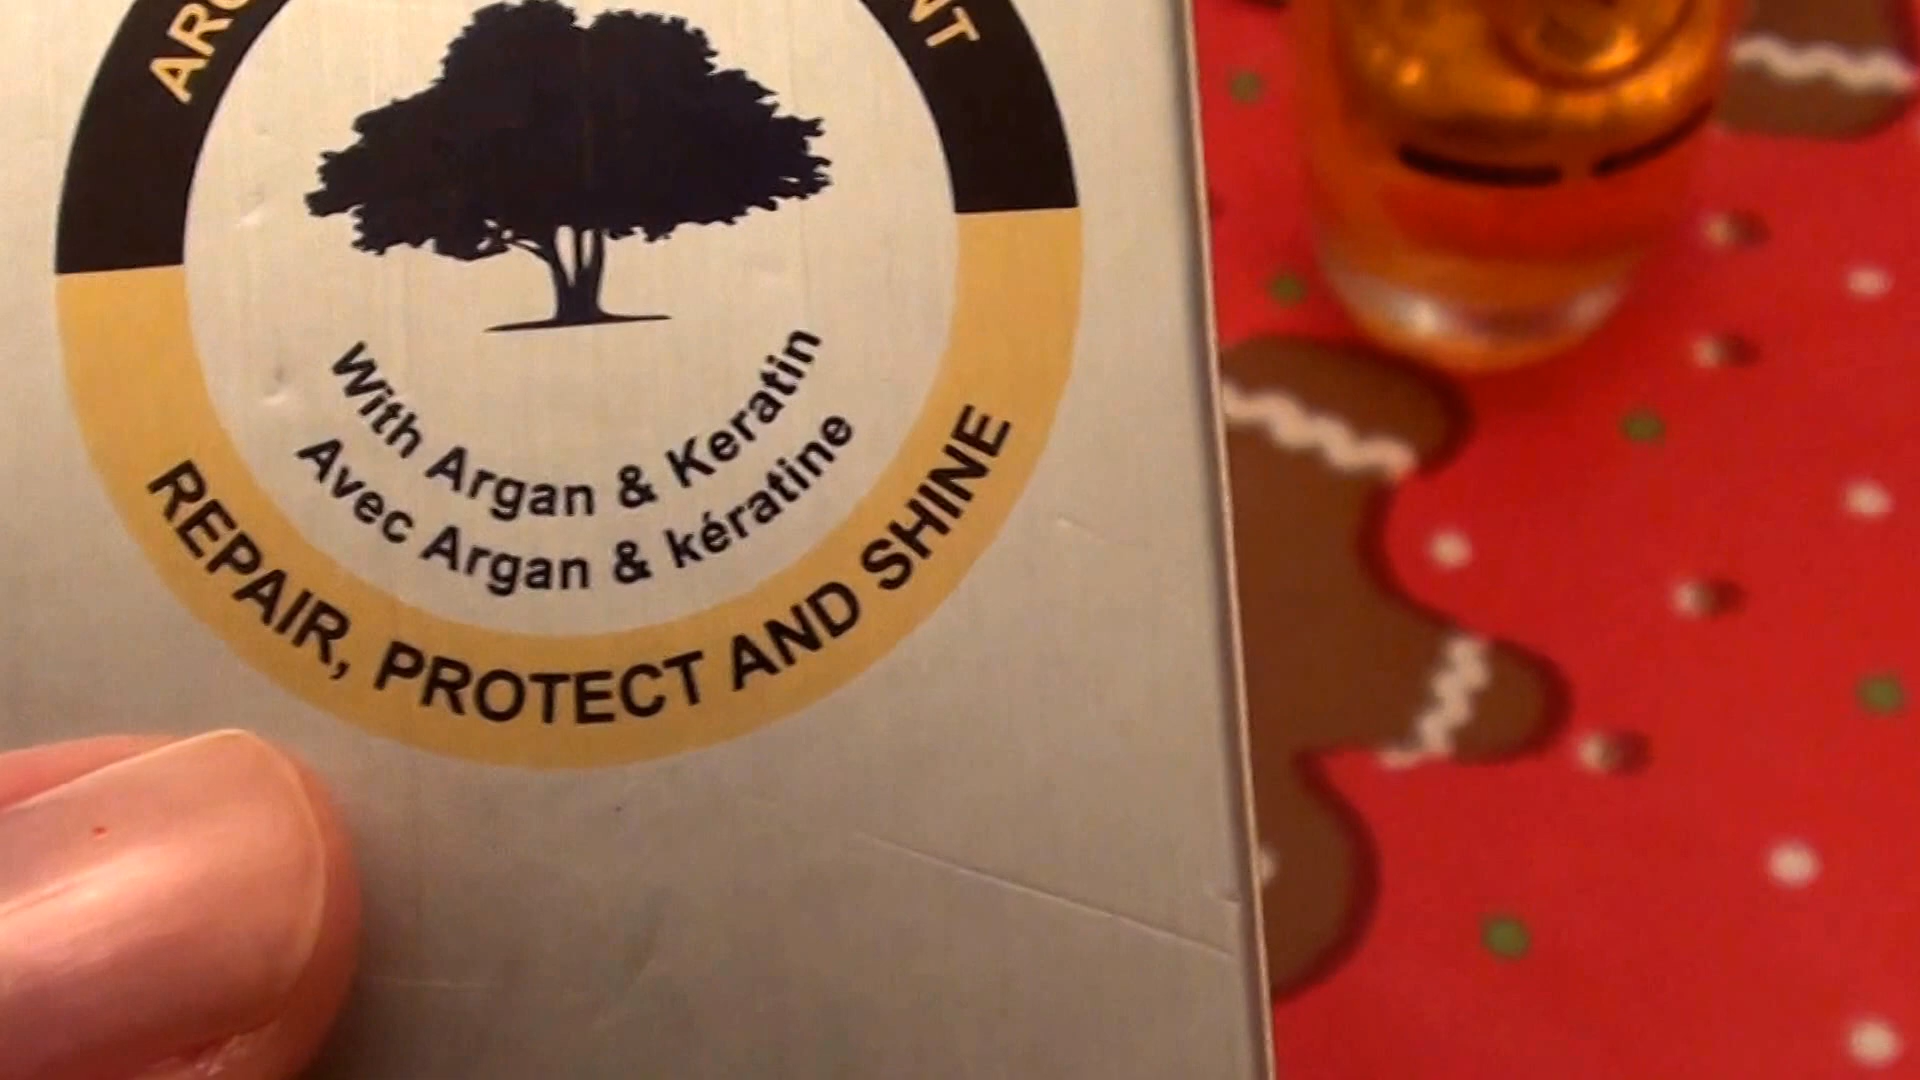 With Argan & Keratin
Avec Argan & kératine
REPAIR, PROTECT AND SHINE